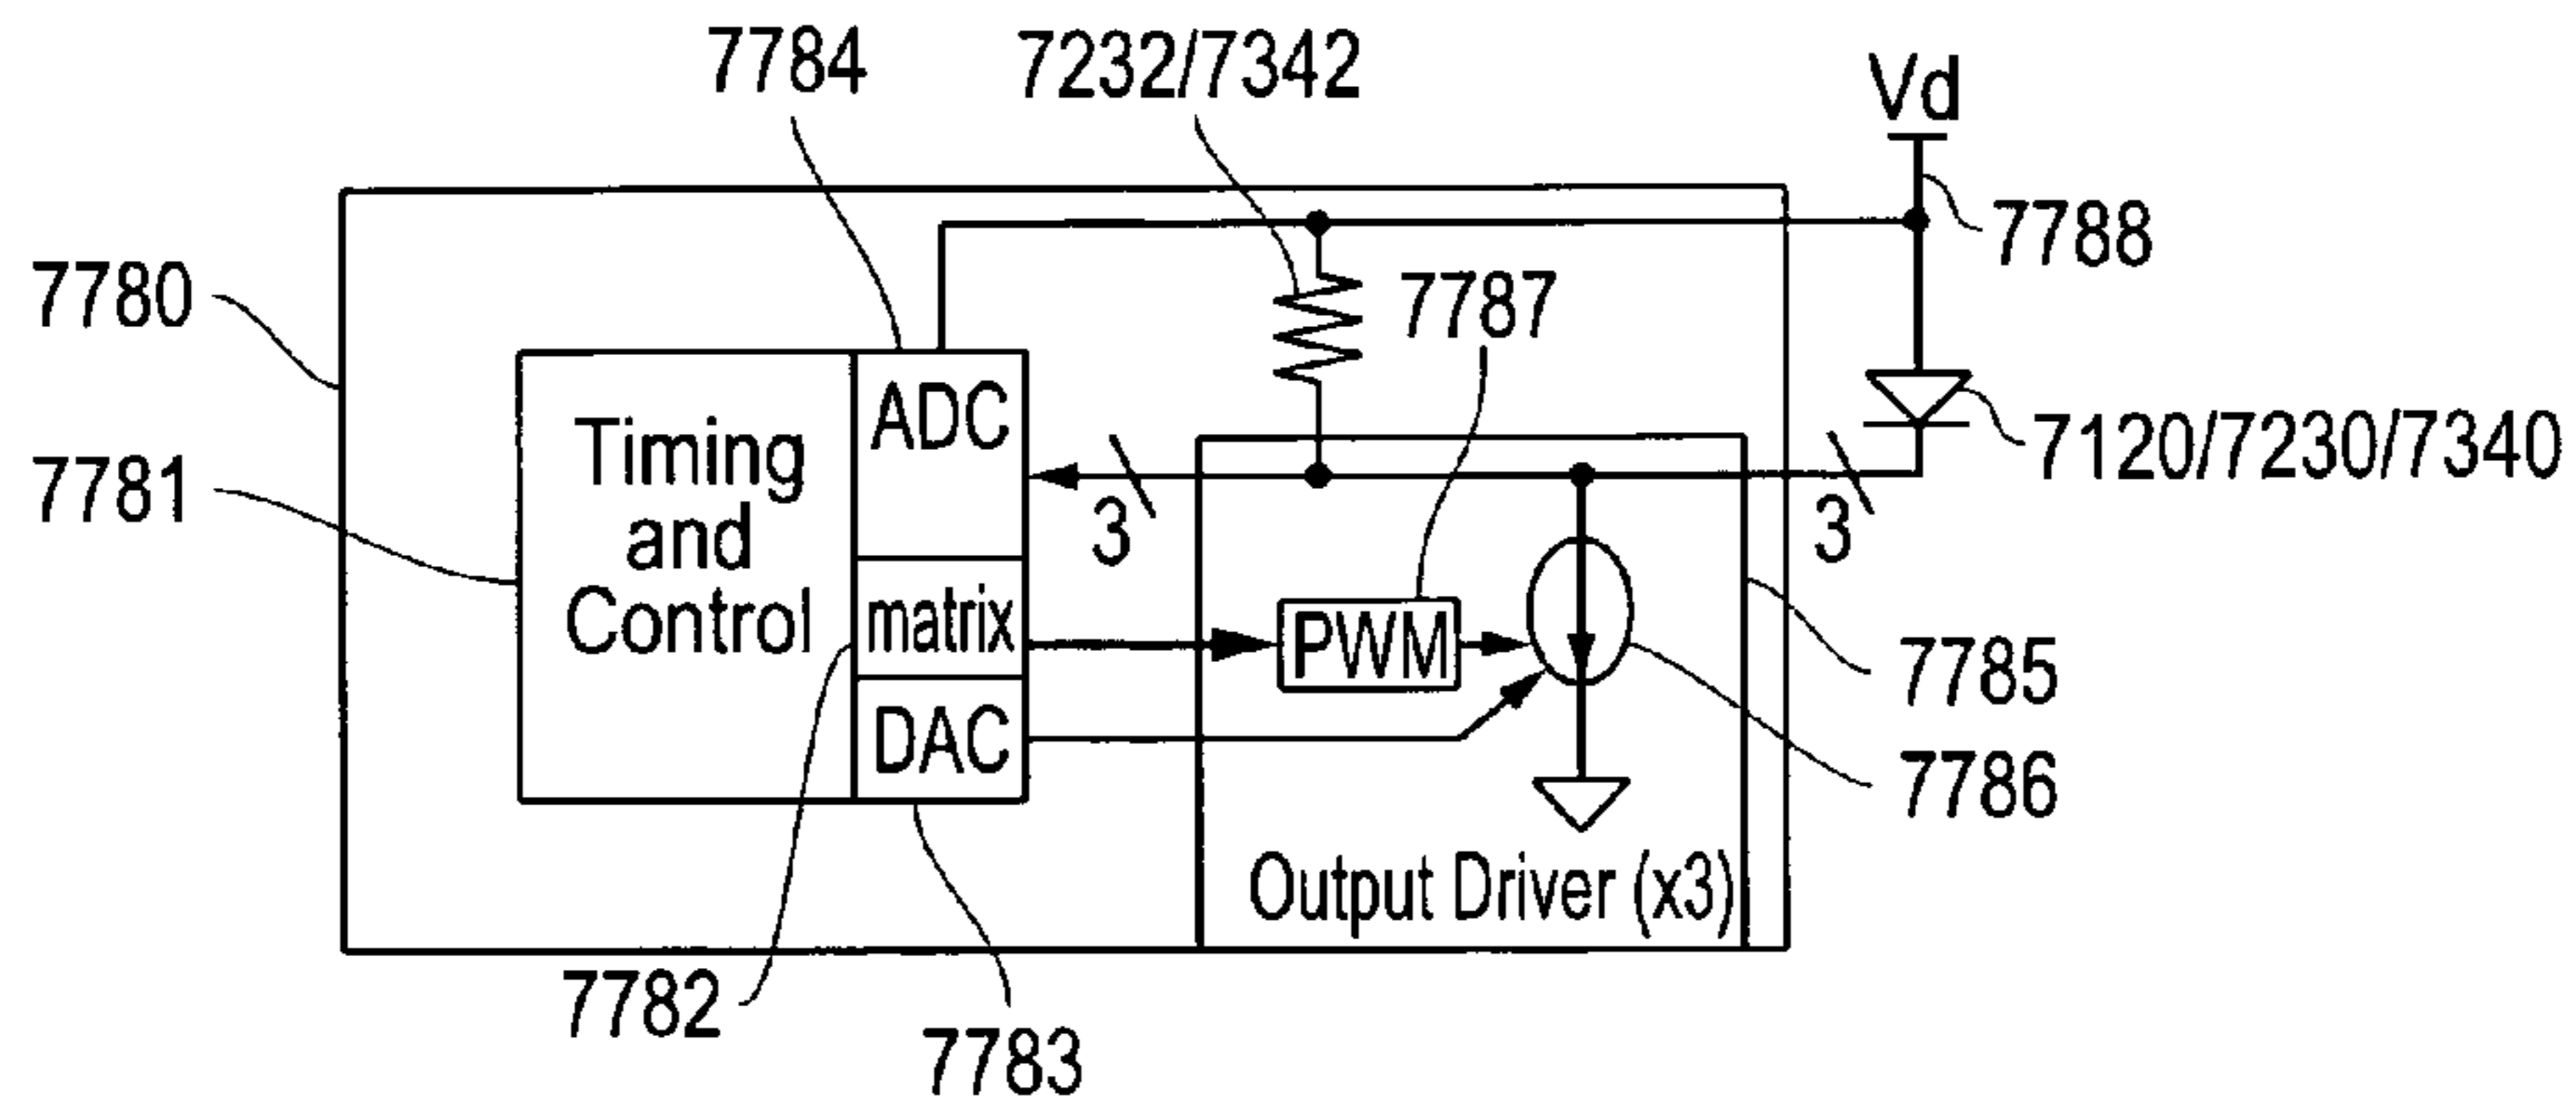 7784
7232/7342
Vd
7788
7780
7787
ADC
Timing
and
Control
7781
7120/7230/7340
3
3
matrix
PWM
DAC
7785
7786
Output Driver (x3)
7782
7783